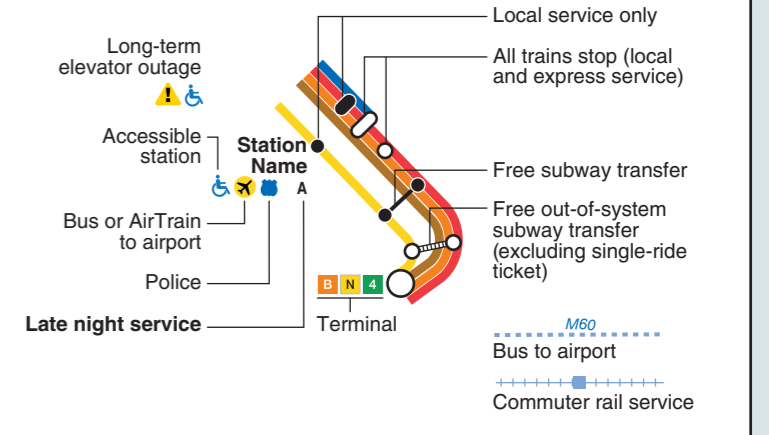 Local service only
Long-term
elevator outage
All trains stop (local
and express service)
Accessible
station
Station
Name
A
Free subway transfer
Bus or AirTrain
to airport
Free out-of-system
subway transfer
(excluding single-ride
ticket)
Police
B N 4
Late night service
Terminal
M60
Bus to airport
Commuter rail service